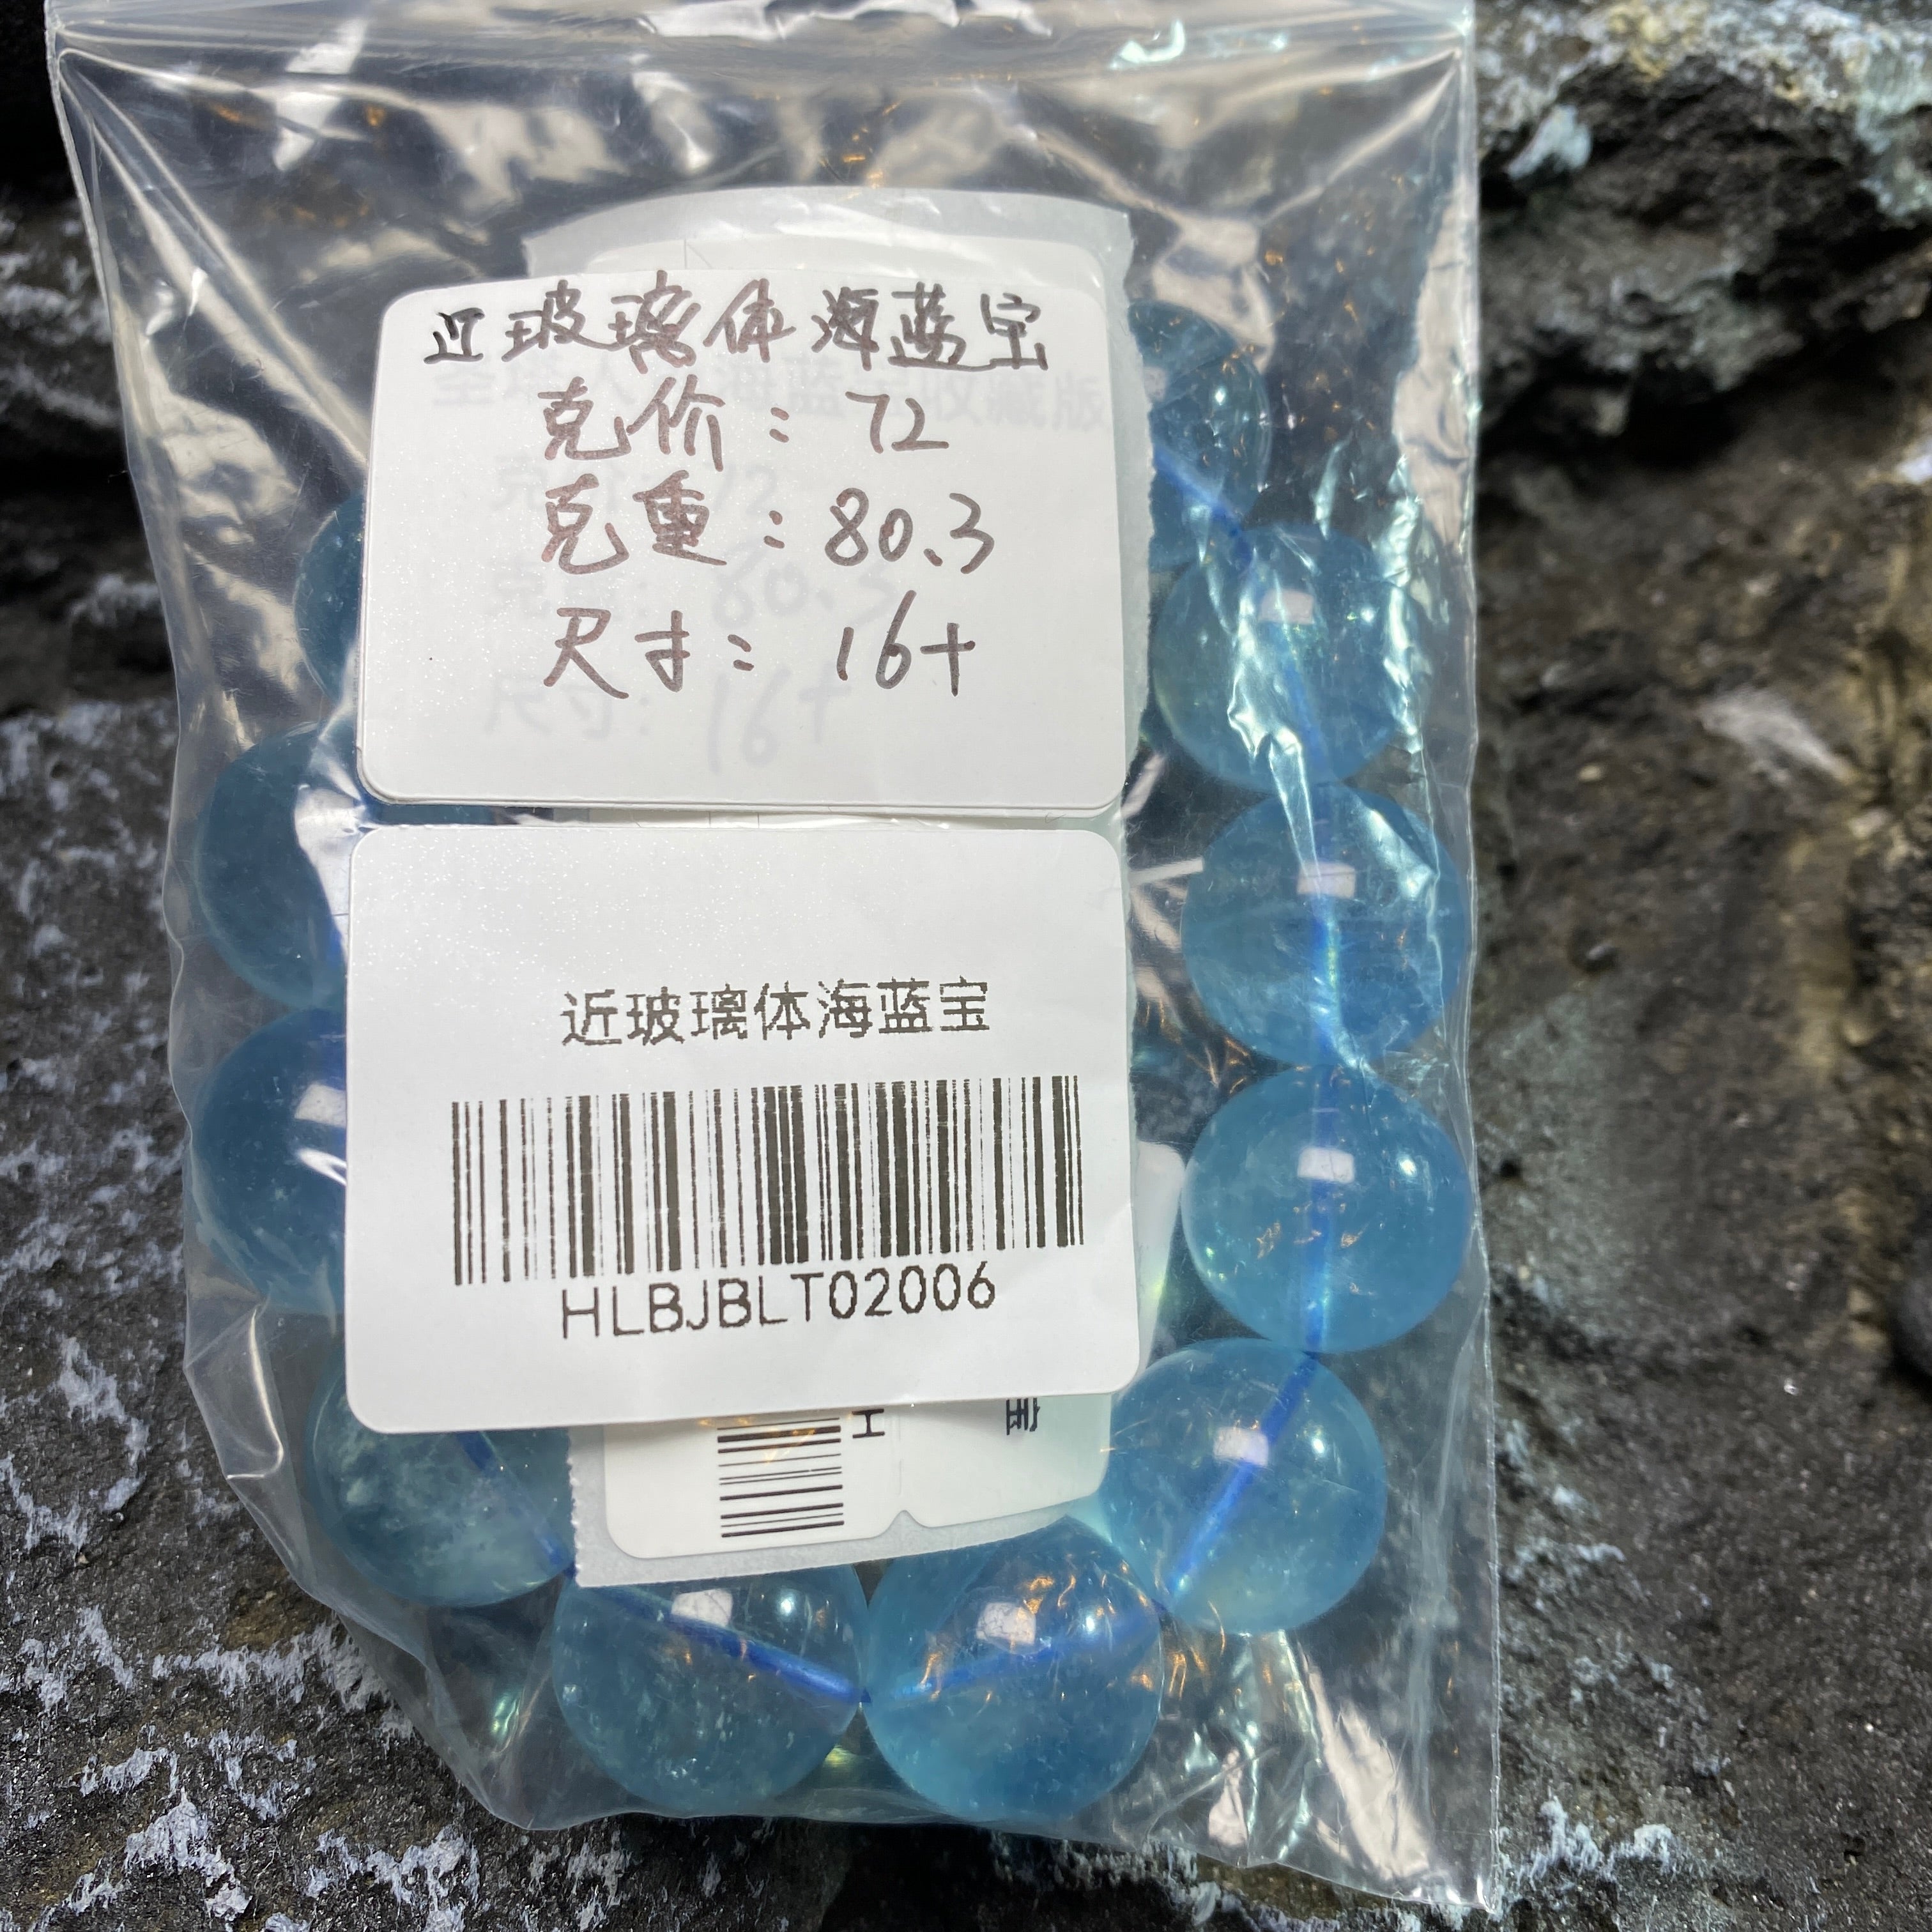 近玻璃体海蓝宝
克价：72
克重：80.3
尺寸：16+
近玻璃体海蓝宝
HLBJBLT02006